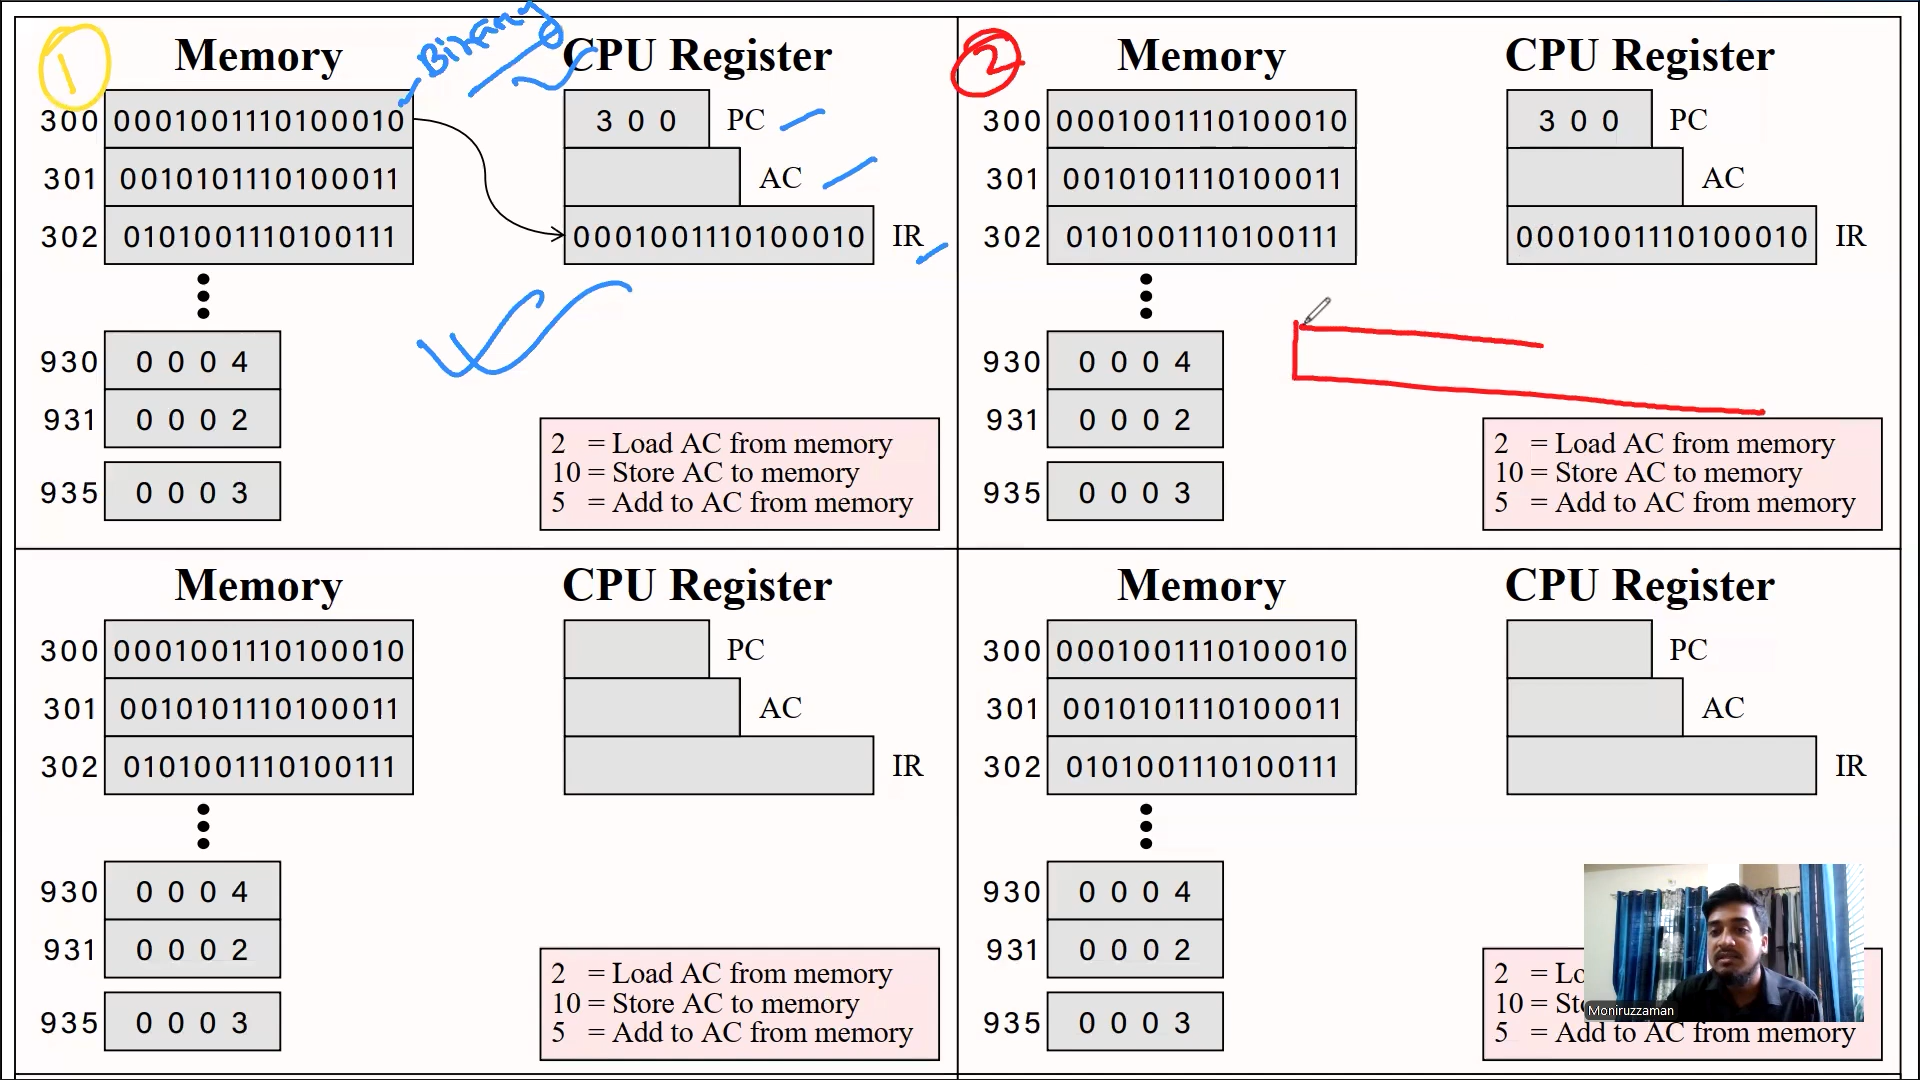 1
Memory
Binary
CPU Register
300 0001001110100010
3 0 0 PC
301 0010101110100011
AC
302 0101001110100111
0001001110100010 IR
930 0 0 0 4
931 0 0 0 2
935 0 0 0 3
2 = Load AC from memory
10 = Store AC to memory
5 = Add to AC from memory
2
Memory
CPU Register
300 0001001110100010
3 0 0 PC
301 0010101110100011
AC
302 0101001110100111
0001001110100010 IR
930 0 0 0 4
931 0 0 0 2
935 0 0 0 3
2 = Load AC from memory
10 = Store AC to memory
5 = Add to AC from memory
Memory
CPU Register
300 0001001110100010
PC
301 0010101110100011
AC
302 0101001110100111
IR
930 0 0 0 4
931 0 0 0 2
935 0 0 0 3
2 = Load AC from memory
10 = Store AC to memory
5 = Add to AC from memory
Memory
CPU Register
300 0001001110100010
PC
301 0010101110100011
AC
302 0101001110100111
IR
930 0 0 0 4
931 0 0 0 2
935 0 0 0 3
2 = Lo
10 = Sto
5 = Add to AC from memory
Moniruzzaman